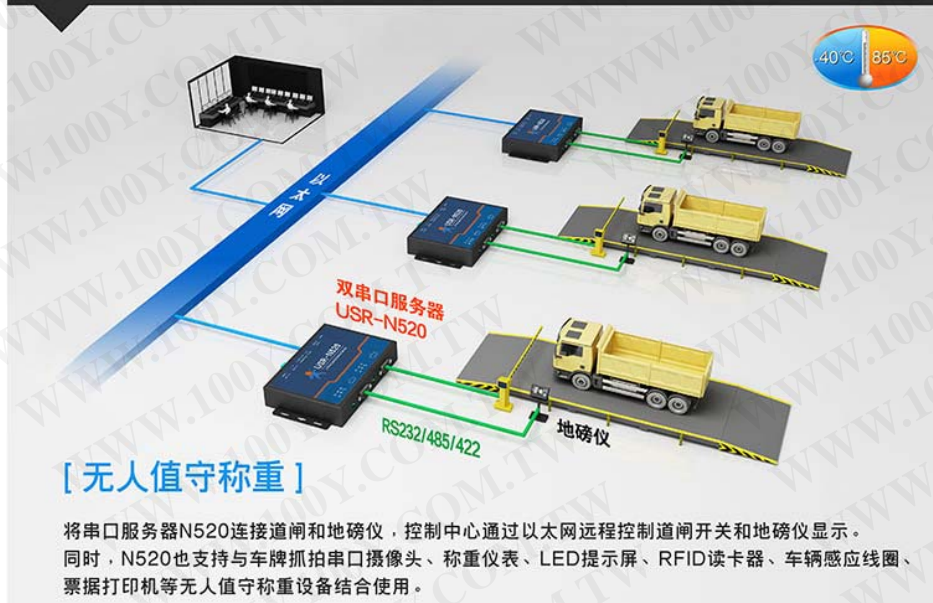 -40℃
85℃
以太网
双串口服务器
USR-N520
USR-N520
RS232/485/422
地磅仪
[ 无人值守称重 ]
将串口服务器N520连接道闸和地磅仪，控制中心通过以太网远程控制道闸开关和地磅仪显示。
同时，N520也支持与车牌抓拍串口摄像头、称重仪表、LED提示屏、RFID读卡器、车辆感应线圈、
票据打印机等无人值守称重设备结合使用。
WWW.100Y.COM.TW